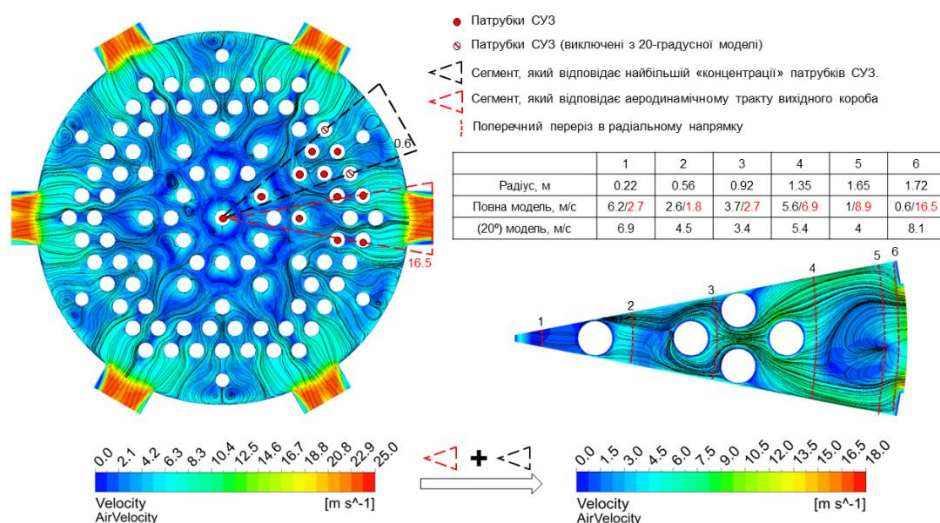 Патрубки СУЗ
Патрубки СУЗ (виключені з 20-градусної моделі)
Сегмент, який відповідає найбільшій «концентрації» патрубків СУЗ.
Сегмент, який відповідає аеродинамічному тракту вихідного короба
Поперечний переріз в радіальному напрямку
0.6
16.5
1 2 3 4 5 6
Радіус, м 0.22 0.56 0.92 1.35 1.65 1.72
Повна модель, м/с 6.2/2.7 2.6/1.8 3.7/2.7 5.6/6.9 1/8.9 0.6/16.5
(20º) модель, м/с 6.9 4.5 3.4 5.4 4 8.1
1 2 3 4 5 6
0.0 2.1 4.2 6.3 8.3 10.4 12.5 14.6 16.7 18.8 20.8 22.9 25.0
Velocity [m s^-1]
AirVelocity
+
0.0 1.5 3.0 4.5 6.0 7.5 9.0 10.5 12.0 13.5 15.0 16.5 18.0
Velocity [m s^-1]
AirVelocity